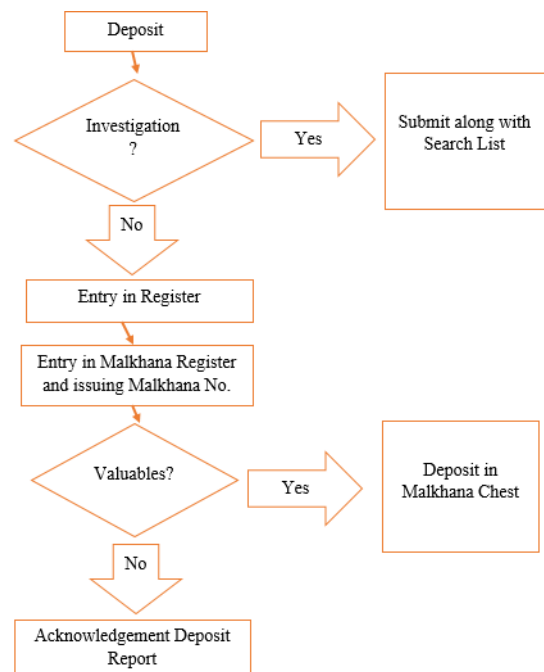 Deposit
Investigation
?
Yes
Submit along with
Search List
No
Entry in Register
Entry in Malkhana Register
and issuing Malkhana No.
Valuables?
Yes
Deposit in
Malkhana Chest
No
Acknowledgement Deposit
Report